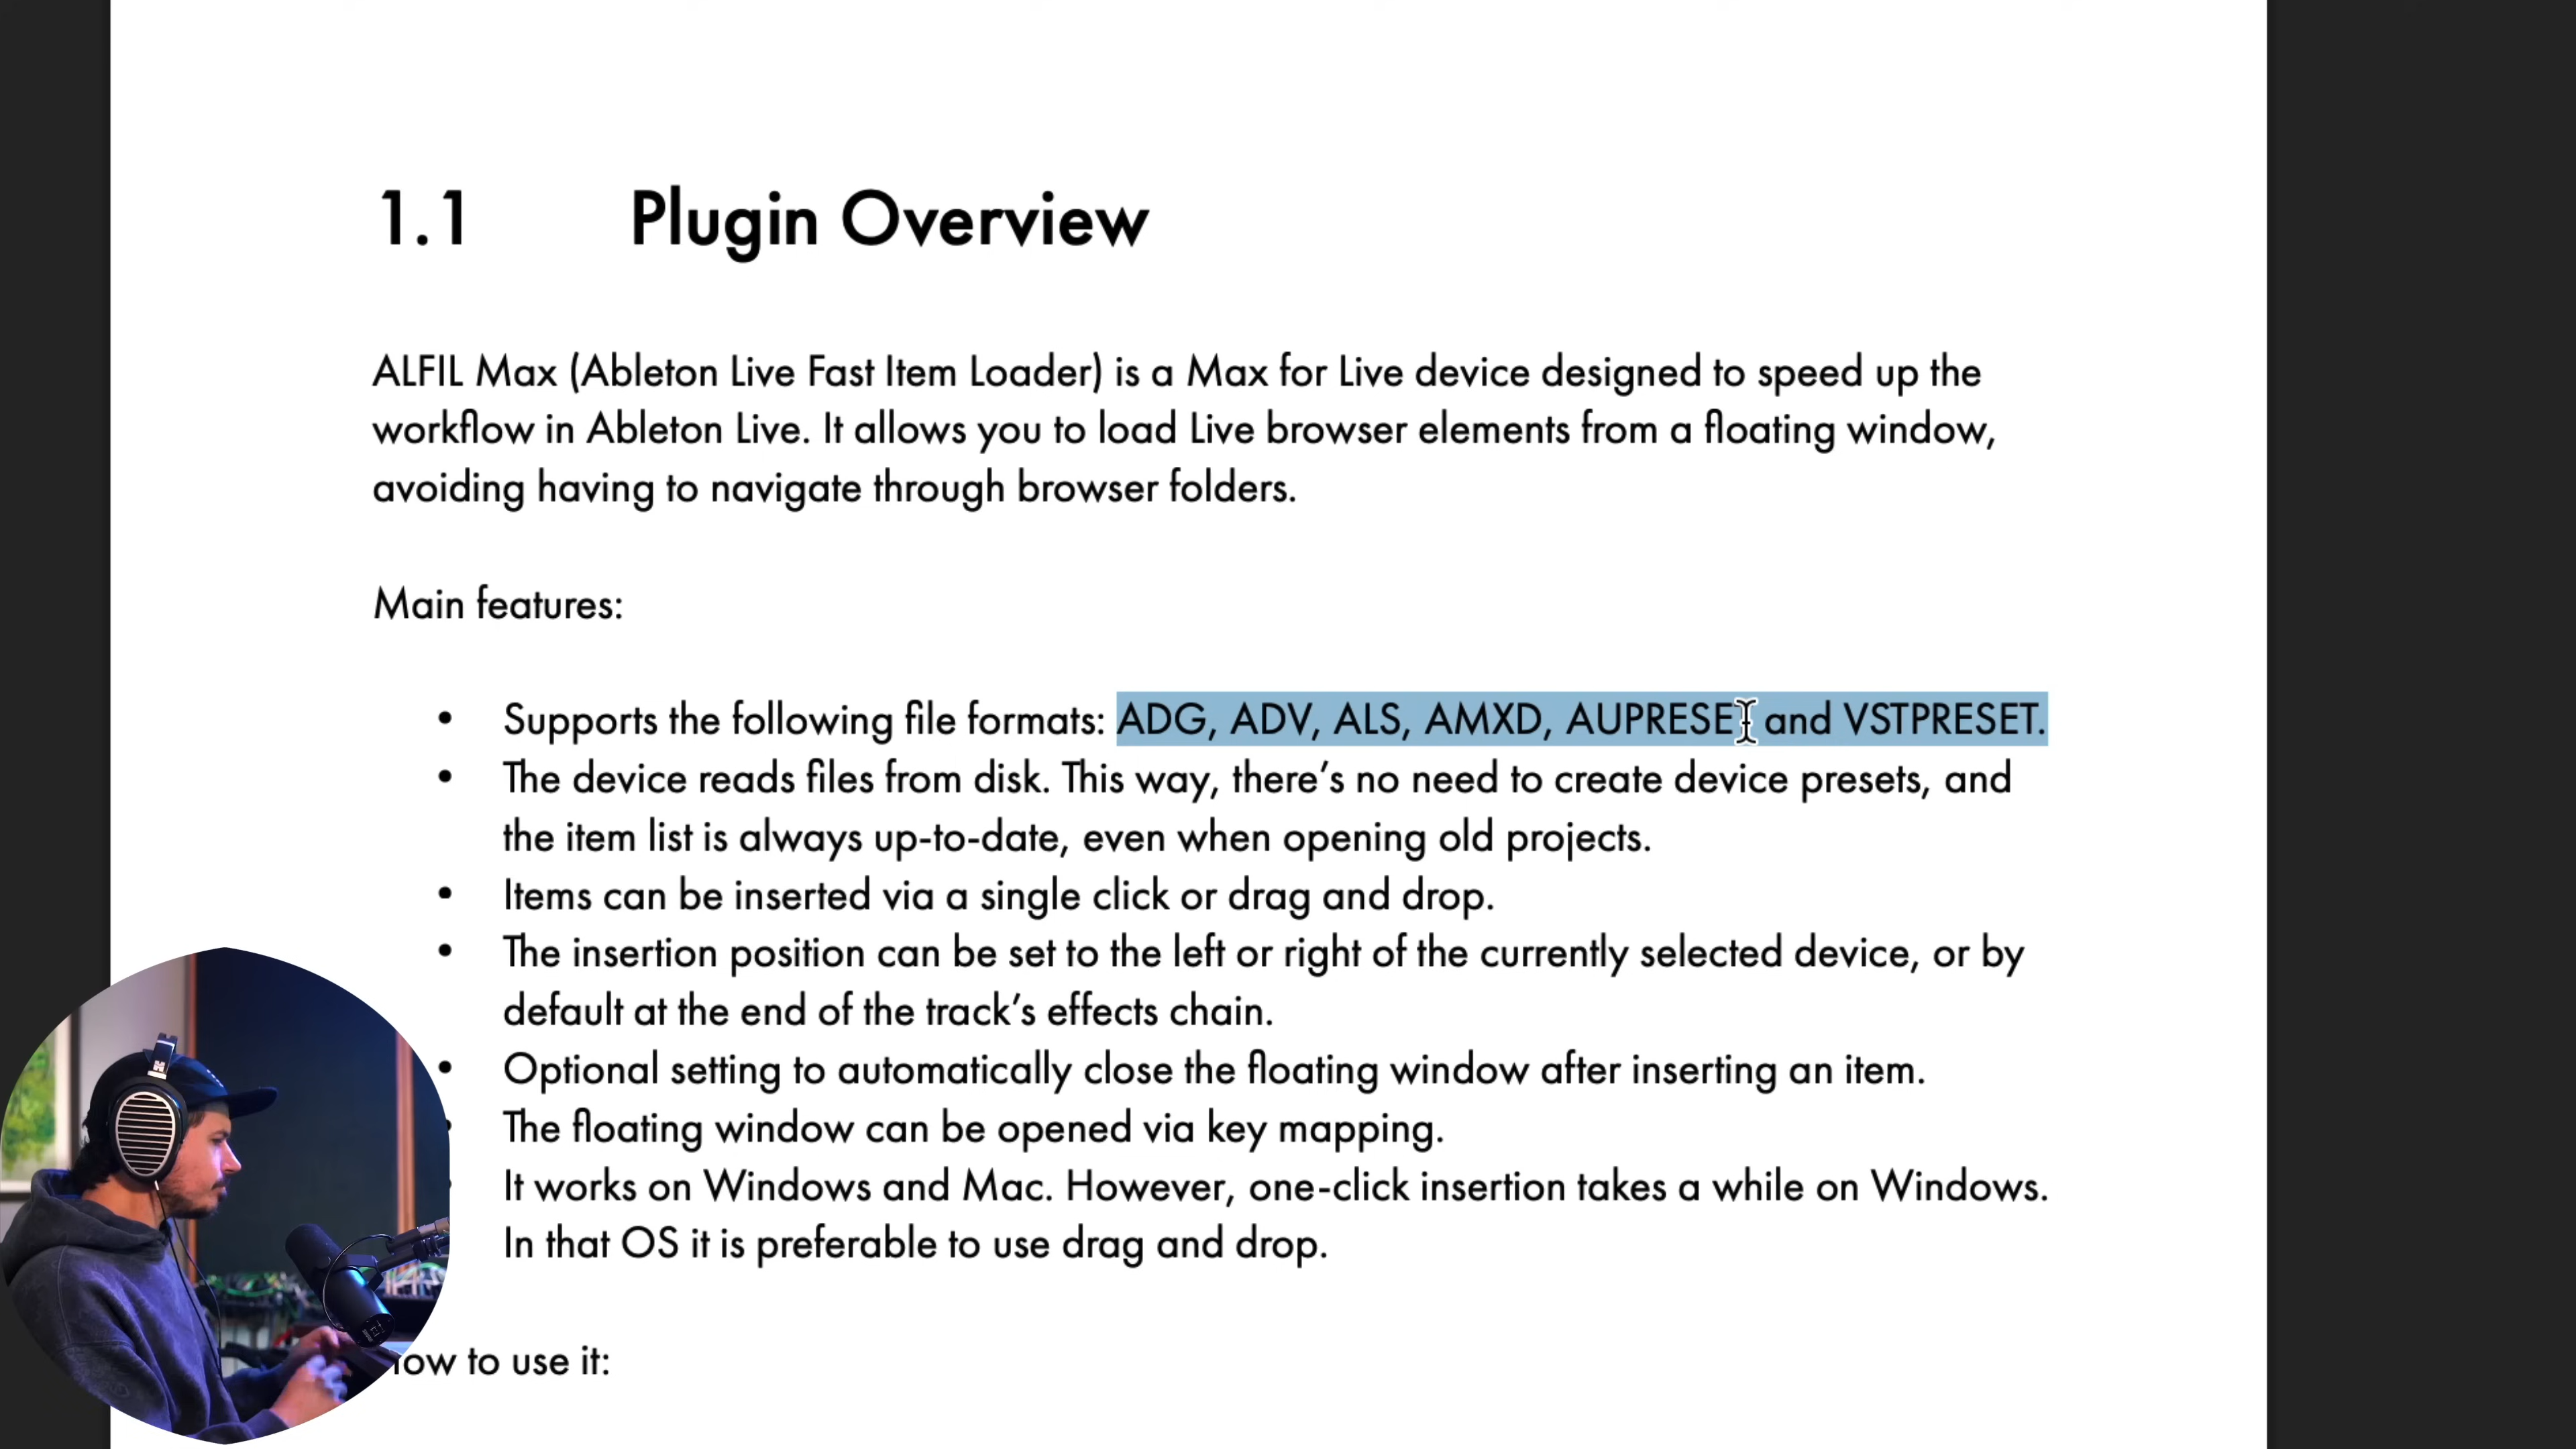 1.1 Plugin Overview
ALFIL Max (Ableton Live Fast Item Loader) is a Max for Live device designed to speed up the
workflow in Ableton Live. It allows you to load Live browser elements from a floating window,
avoiding having to navigate through browser folders.
Main features:
• Supports the following file formats: ADG, ADV, ALS, AMXD, AUPRESET and VSTPRESET.
• The device reads files from disk. This way, there’s no need to create device presets, and
the item list is always up-to-date, even when opening old projects.
• Items can be inserted via a single click or drag and drop.
• The insertion position can be set to the left or right of the currently selected device, or by
default at the end of the track’s effects chain.
• Optional setting to automatically close the floating window after inserting an item.
The floating window can be opened via key mapping.
It works on Windows and Mac. However, one-click insertion takes a while on Windows.
In that OS it is preferable to use drag and drop.
How to use it: